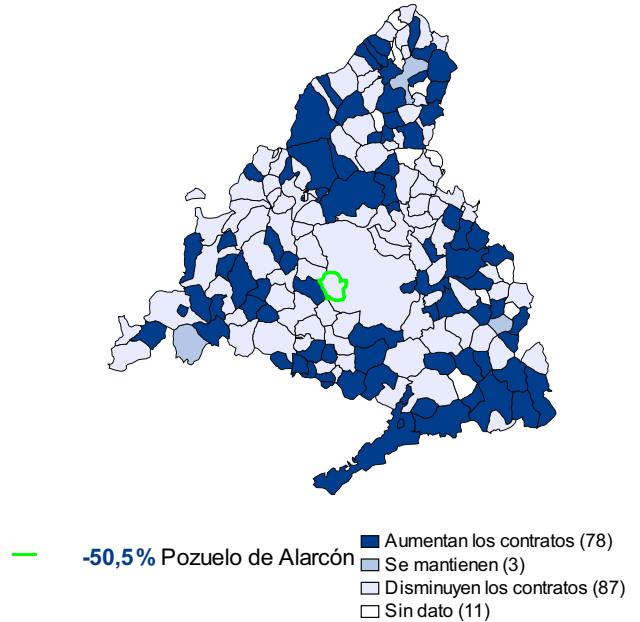 -50,5% Pozuelo de Alarcón
Aumentan los contratos (78)
Se mantienen (3)
Disminuyen los contratos (87)
Sin dato (11)